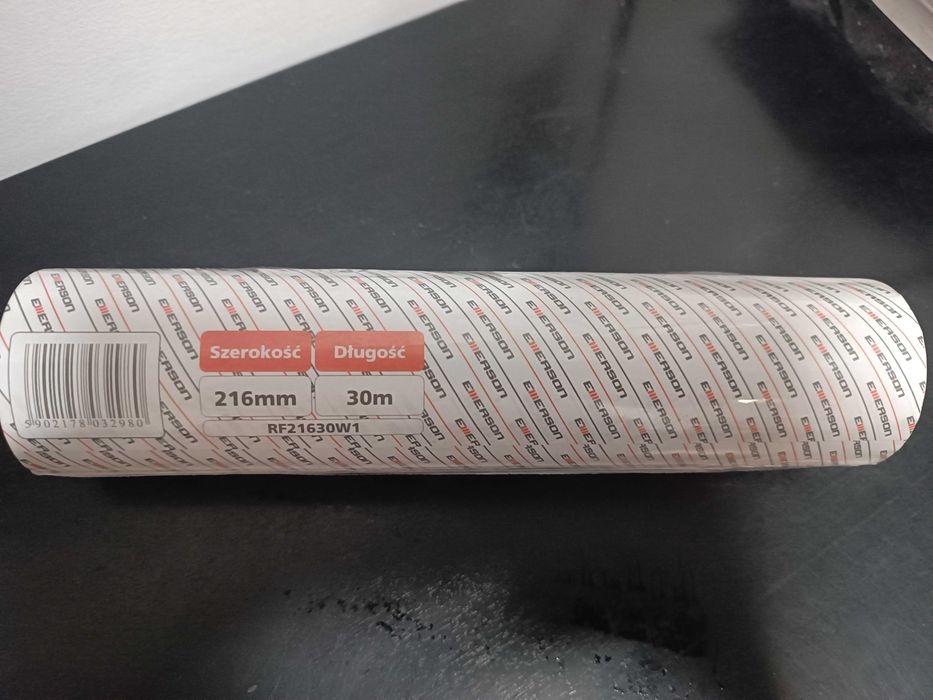 EMERSON
Szerokość Długość
216mm 30m
RF21630W1
5902178032980